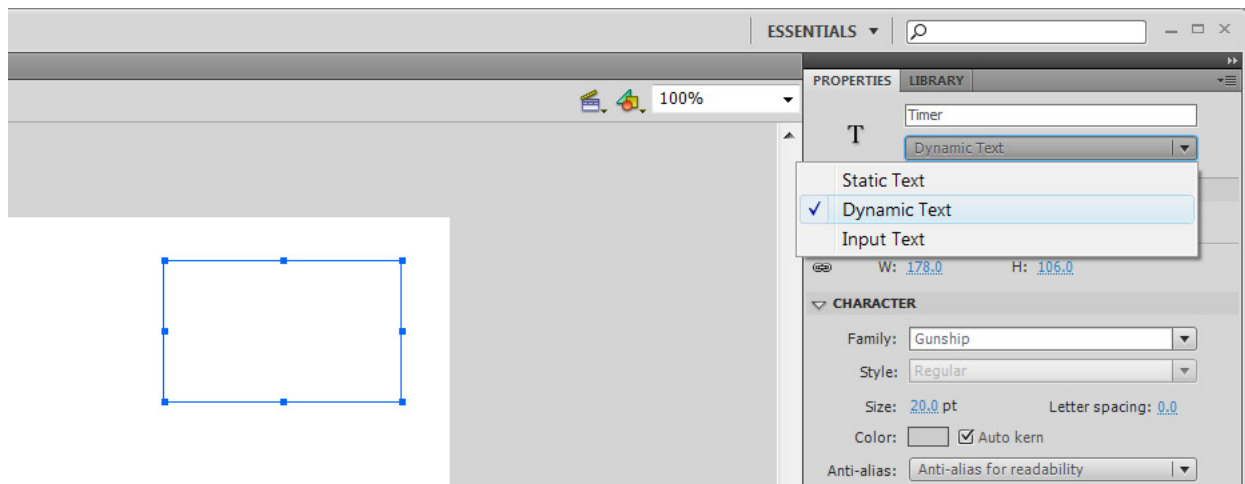 ESSENTIALS
PROPERTIES LIBRARY
100%
T
Timer
Dynamic Text
Static Text
Dynamic Text
Input Text
W: 178.0 H: 106.0
CHARACTER
Family: Gunship
Style: Regular
Size: 20.0 pt Letter spacing: 0.0
Color: Auto kern
Anti-alias: Anti-alias for readability